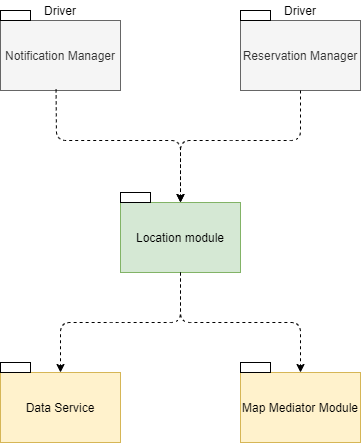 Driver
Driver
Notification Manager
Reservation Manager
Location module
Data Service
Map Mediator Module